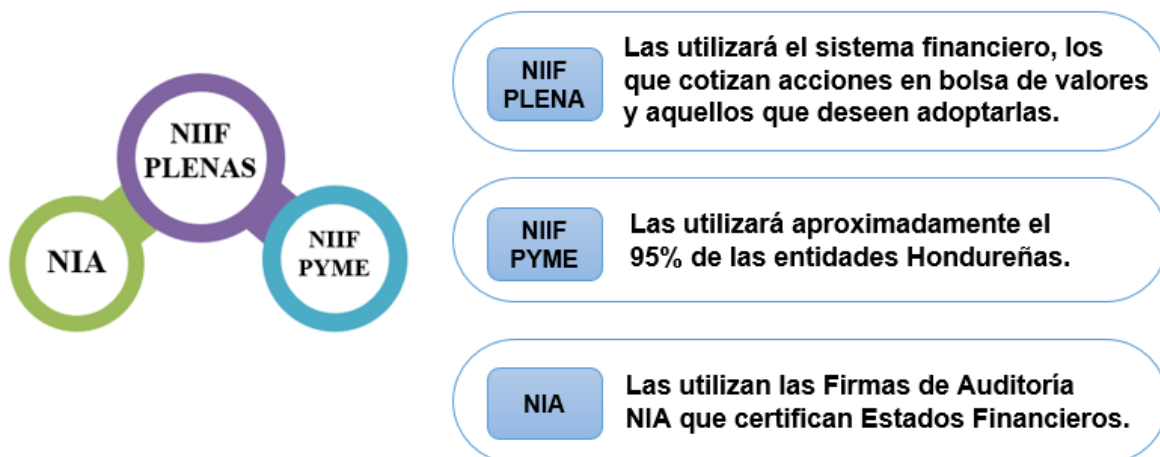 NIIF
PLENAS
NIA
NIIF
PYME
NIIF
PLENA
Las utilizará el sistema financiero, los
que cotizan acciones en bolsa de valores
y aquellos que deseen adoptarlas.
NIIF
PYME
Las utilizará aproximadamente el
95% de las entidades Hondureñas.
NIA
Las utilizan las Firmas de Auditoría
NIA que certifican Estados Financieros.